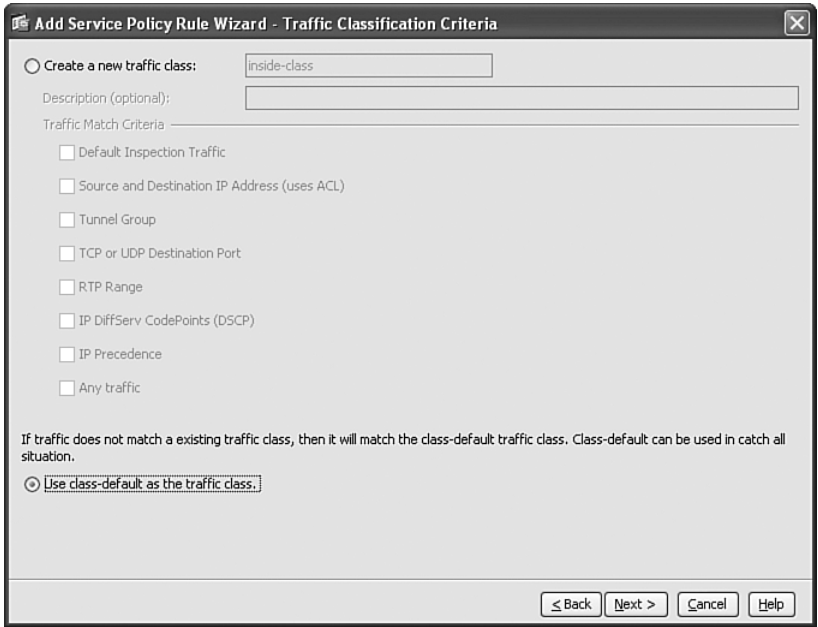 Add Service Policy Rule Wizard - Traffic Classification Criteria
Create a new traffic class: inside-class
Description (optional):
Traffic Match Criteria
Default Inspection Traffic
Source and Destination IP Address (uses ACL)
Tunnel Group
TCP or UDP Destination Port
RTP Range
IP DiffServ CodePoints (DSCP)
IP Precedence
Any traffic
If traffic does not match a existing traffic class, then it will match the class-default traffic class. Class-default can be used in catch all
situation.
Use class-default as the traffic class.
< Back Next > Cancel Help